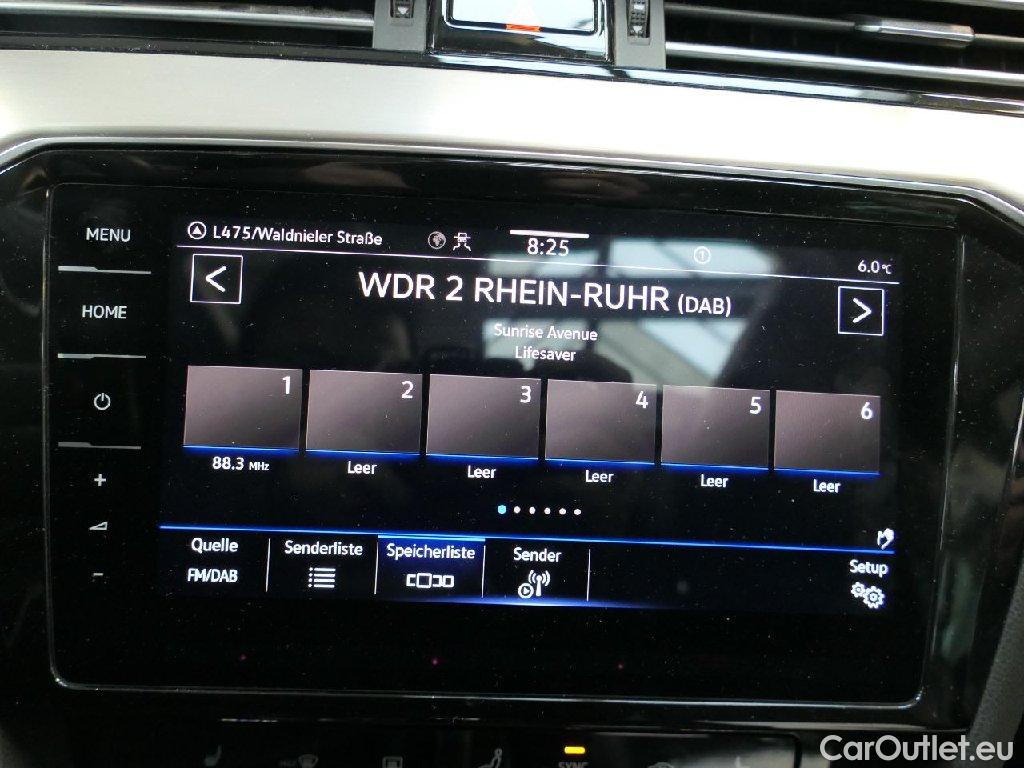 MENU
HOME
L475/Waldnieler Straße
8:25
1
6.0°C
<
WDR 2 RHEIN-RUHR (DAB)
>
Sunrise Avenue
Lifesaver
1 2 3 4 5 6
88.3 MHz Leer Leer Leer Leer Leer
+
-
Quelle Senderliste Speicherliste Sender Setup
FM/DAB
SYNC
CarOutlet.eu